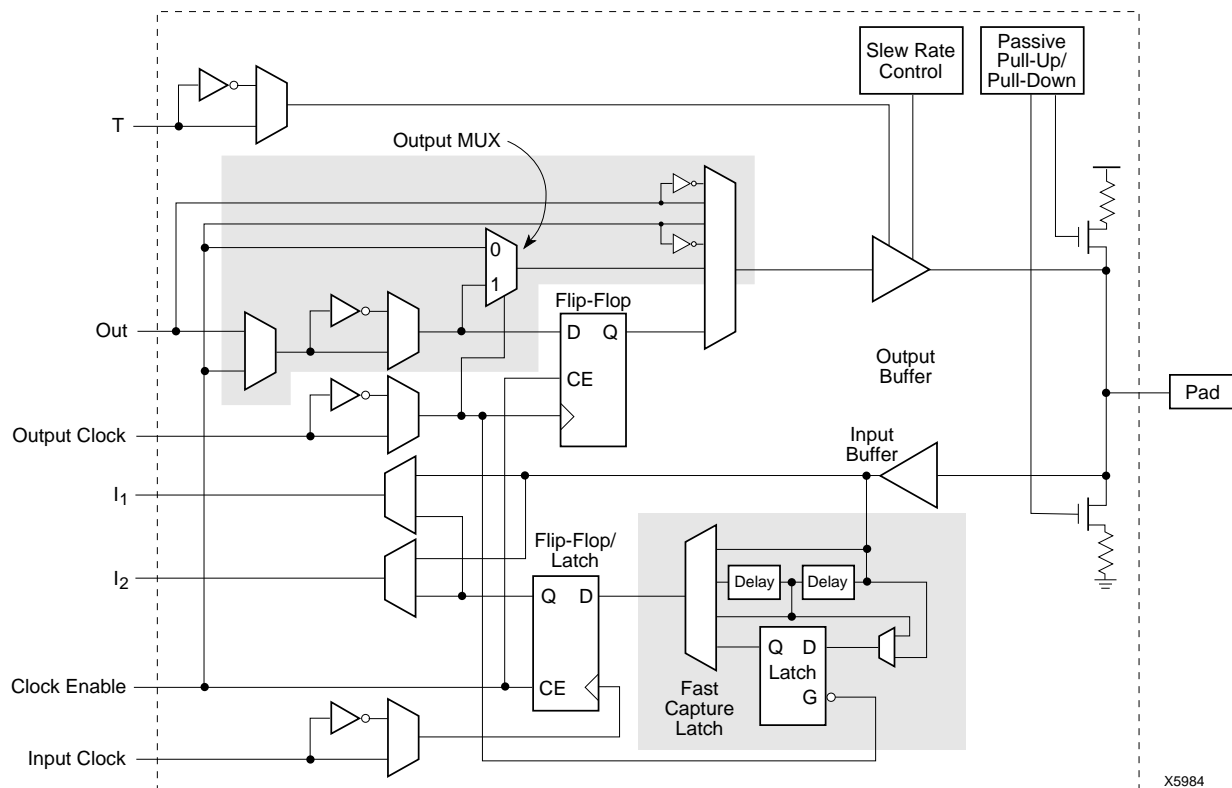 Slew Rate
Control
Passive
Pull-Up/
Pull-Down
T
Output MUX
0
1
Flip-Flop
D
Q
CE
Out
Output
Buffer
Pad
Output Clock
Input
Buffer
I1
Flip-Flop/
Latch
I2
Delay
Delay
Q
D
Q
D
Latch
G
Clock Enable
CE
Fast
Capture
Latch
Input Clock
X5984